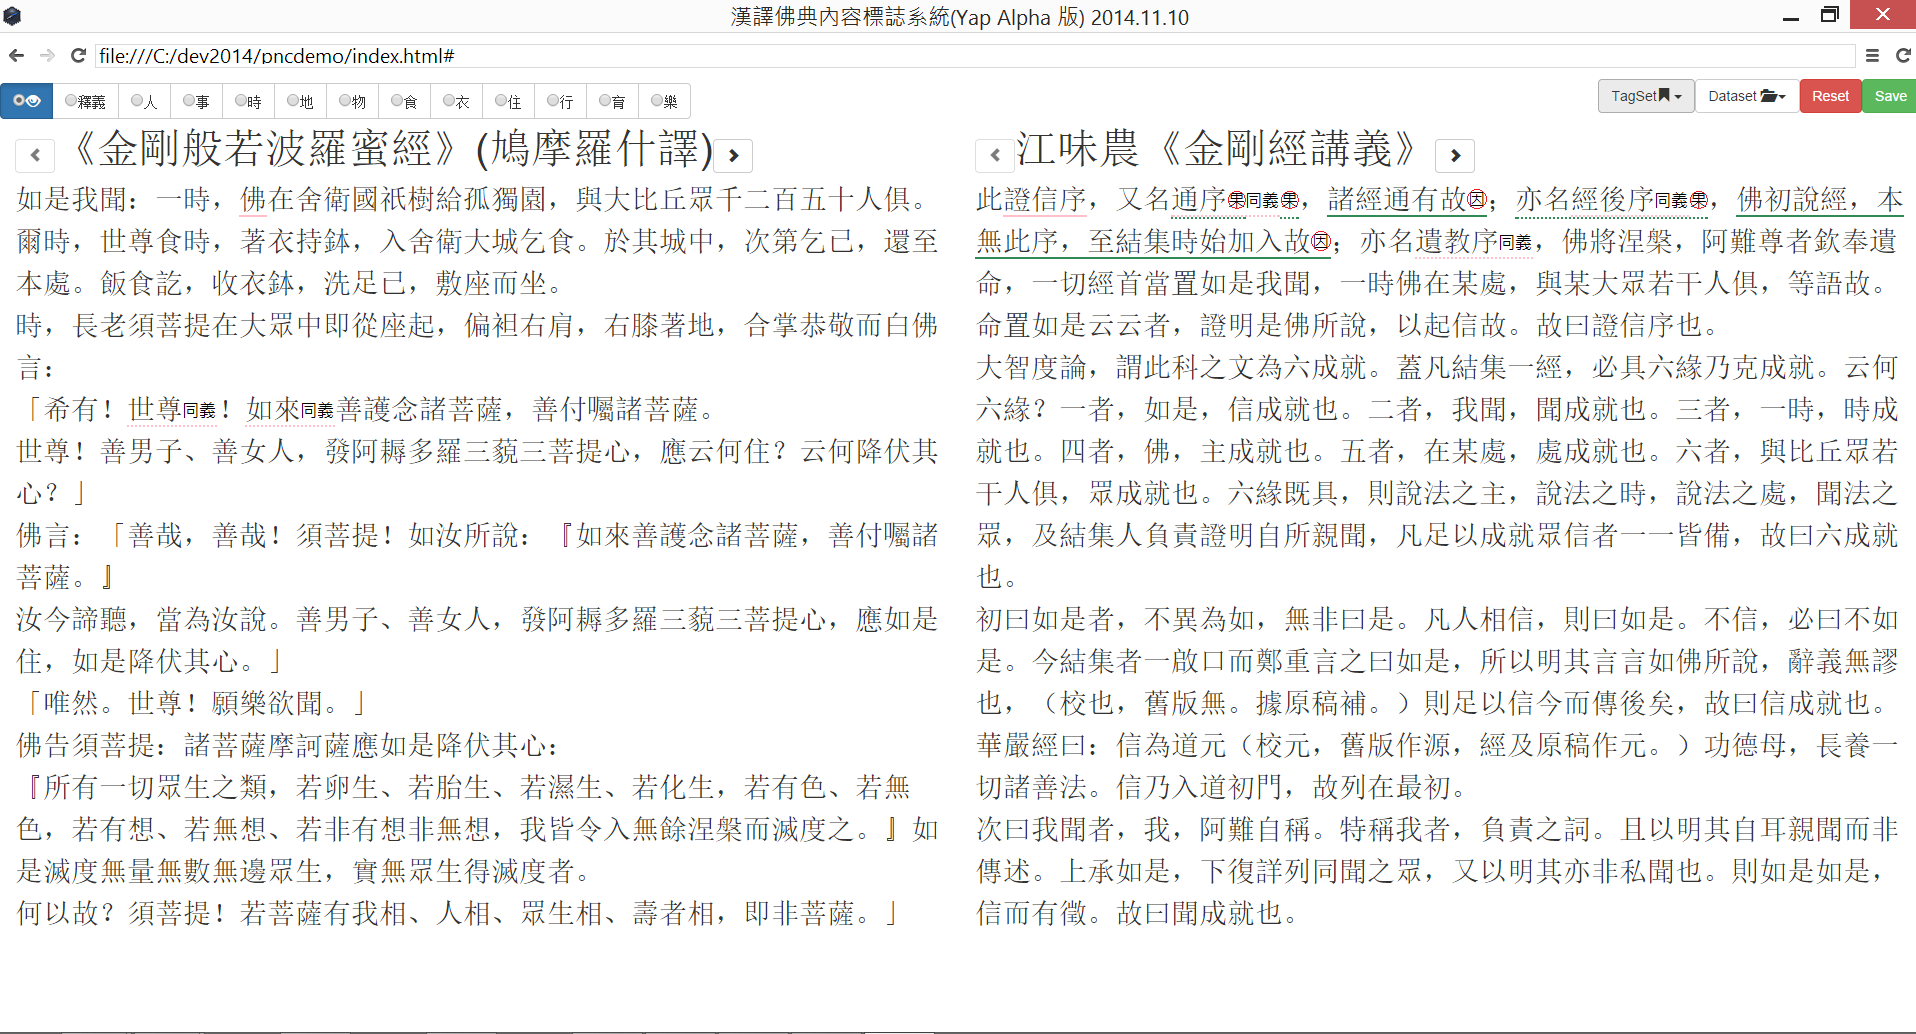 漢譯佛典內容標誌系統(Yap Alpha 版) 2014.11.10
file:///C:/dev2014/pncdemo/index.html#
釋義 人 事 時 地 物 食 衣 住 行 育 樂
TagSet Dataset Reset Save
《金剛般若波羅蜜經》(鳩摩羅什譯)
如是我聞：一時，佛在舍衛國祇樹給孤獨園，與大比丘眾千二百五十人俱。
爾時，世尊食時，著衣持鉢，入舍衛大城乞食。於其城中，次第乞已，還至
本處。飯食訖，收衣鉢，洗足已，敷座而坐。
時，長老須菩提在大眾中即從座起，偏袒右肩，右膝著地，合掌恭敬而白佛
言：
「希有！世尊同義！如來同義善護念諸菩薩，善付囑諸菩薩。
世尊！善男子、善女人，發阿耨多羅三藐三菩提心，應云何住？云何降伏其
心？」
佛言：「善哉，善哉！須菩提！如汝所說：『如來善護念諸菩薩，善付囑諸
菩薩。』
汝今諦聽，當為汝說。善男子、善女人，發阿耨多羅三藐三菩提心，應如是
住，如是降伏其心。」
「唯然。世尊！願樂欲聞。」
佛告須菩提：諸菩薩摩訶薩應如是降伏其心：
『所有一切眾生之類，若卵生、若胎生、若濕生、若化生，若有色、若無
色，若有想、若無想、若非有想非無想，我皆令入無餘涅槃而滅度之。』如
是滅度無量無數無邊眾生，實無眾生得滅度者。
何以故？須菩提！若菩薩有我相、人相、眾生相、壽者相，即非菩薩。」
江味農《金剛經講義》
此證信序，又名通序果同義果，諸經通有故因；亦名經後序同義果，佛初說經，本
無此序，至結集時始加入故因；亦名遺教序同義，佛將涅槃，阿難尊者欽奉遺
命，一切經首當置如是我聞，一時佛在某處，與某大眾若干人俱，等語故。
命置如是云云者，證明是佛所說，以起信故。故曰證信序也。
大智度論，謂此科之文為六成就。蓋凡結集一經，必具六緣乃克成就。云何
六緣？一者，如是，信成就也。二者，我聞，聞成就也。三者，一時，時成
就也。四者，佛，主成就也。五者，在某處，處成就也。六者，與比丘眾若
干人俱，眾成就也。六緣既具，則說法之主，說法之時，說法之處，聞法之
眾，及結集人負責證明自所親聞，凡足以成就眾信者一一皆備，故曰六成就
也。
初曰如是者，不異為如，無非曰是。凡人相信，則曰如是。不信，必曰不如
是。今結集者一啟口而鄭重言之曰如是，所以明其言言如佛所說，辭義無謬
也，（校也，舊版無。據原稿補。）則足以信今而傳後矣，故曰信成就也。
華嚴經曰：信為道元（校元，舊版作源，經及原稿作元。）功德母，長養一
切諸善法。信乃入道初門，故列在最初。
次曰我聞者，我，阿難自稱。特稱我者，負責之詞。且以明其自耳親聞而非
傳述。上承如是，下復詳列同聞之眾，又以明其亦非私聞也。則如是如是，
信而有徵。故曰聞成就也。